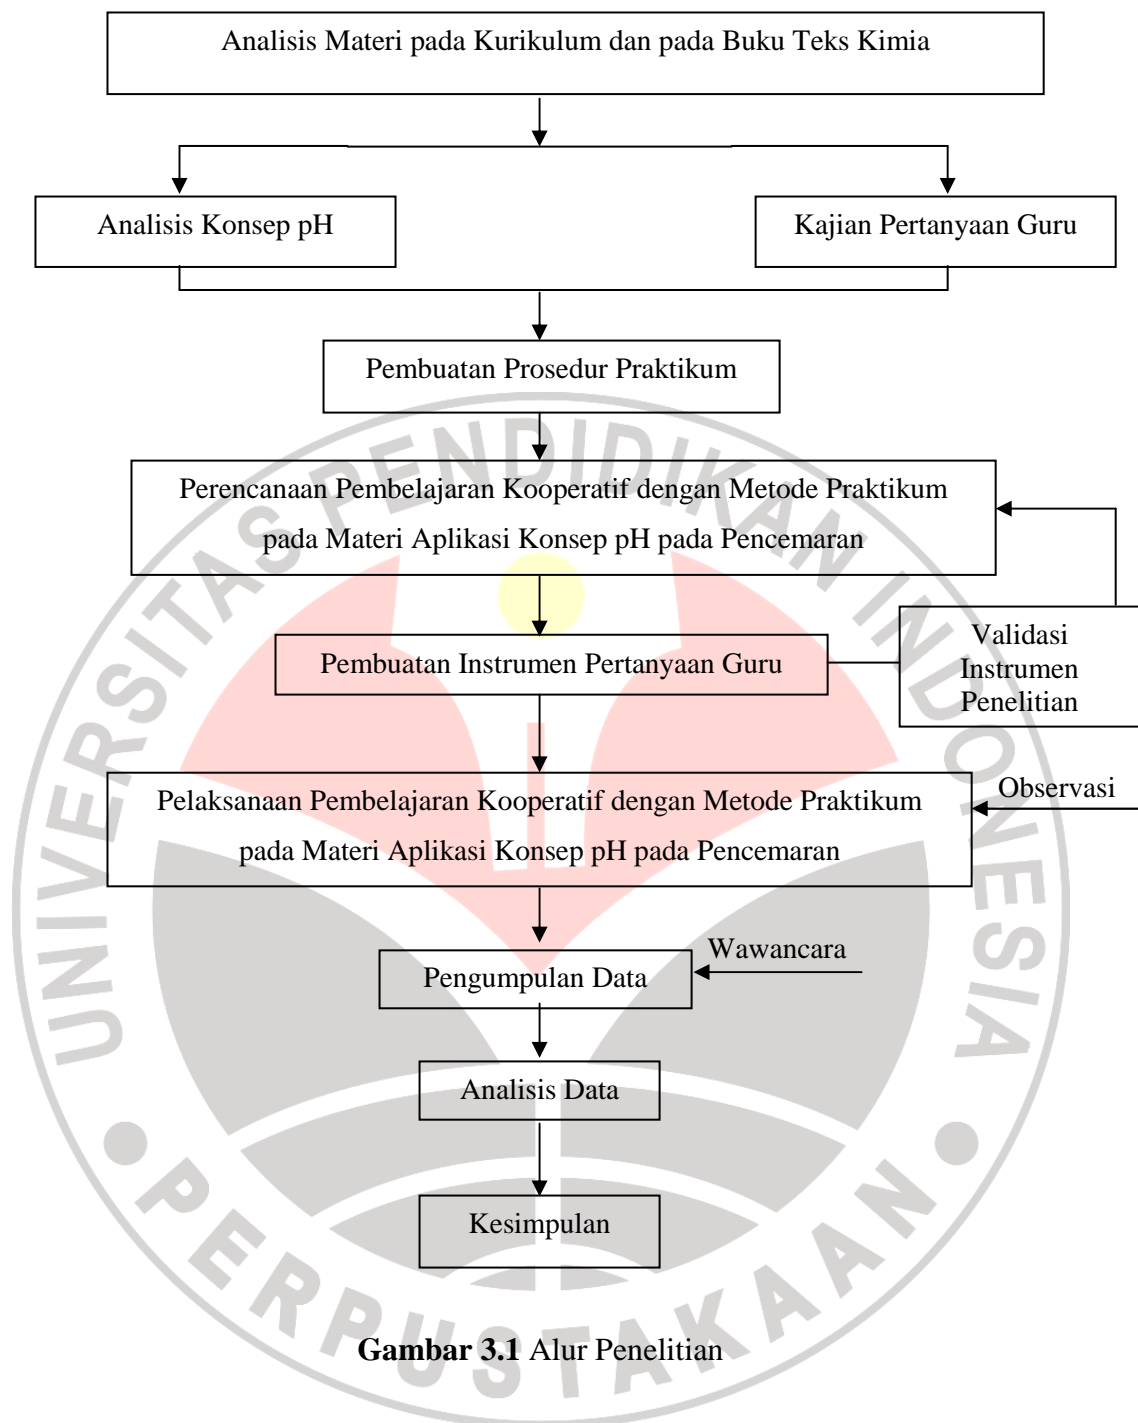 Analisis Materi pada Kurikulum dan pada Buku Teks Kimia
Analisis Konsep pH
Kajian Pertanyaan Guru
Pembuatan Prosedur Praktikum
Perencanaan Pembelajaran Kooperatif dengan Metode Praktikum
pada Materi Aplikasi Konsep pH pada Pencemaran
Pembuatan Instrumen Pertanyaan Guru
Validasi
Instrumen
Penelitian
Pelaksanaan Pembelajaran Kooperatif dengan Metode Praktikum
pada Materi Aplikasi Konsep pH pada Pencemaran
Observasi
Pengumpulan Data
Wawancara
Analisis Data
Kesimpulan
Gambar 3.1 Alur Penelitian
UNIVERSITAS PENDIDIKAN INDONESIA
PERPUSTAKAAN